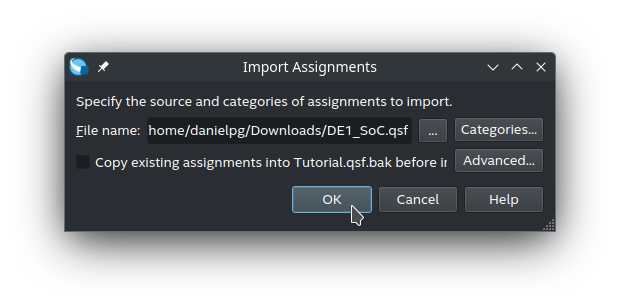 Import Assignments
Specify the source and categories of assignments to import.
File name: home/danielpg/Downloads/DE1_SoC.qsf ... Categories...
Copy existing assignments into Tutorial.qsf.bak before Advanced...
OK Cancel Help